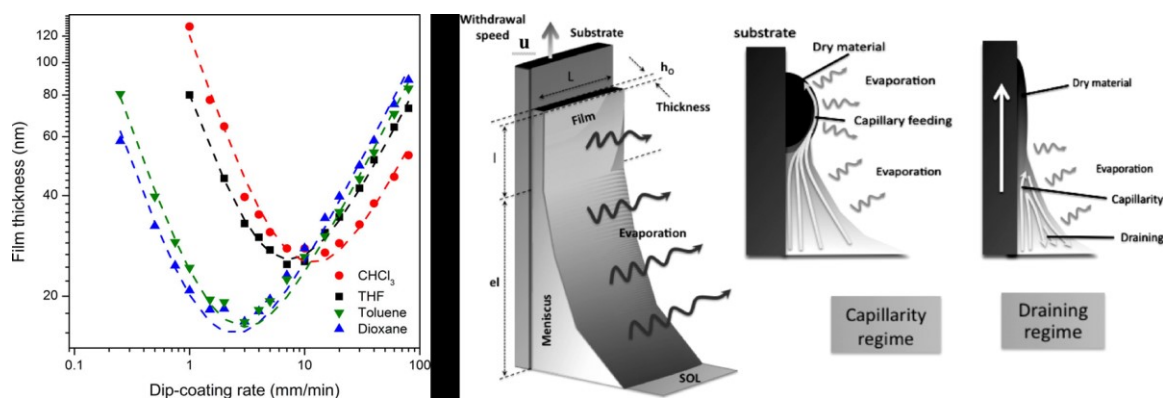 Film thickness (nm)
120
100
80
60
40
20
CHCl₃
THF
Toluene
Dioxane
0.1
1
10
100
Dip-coating rate (mm/min)
Withdrawal
speed
u
Substrate
L
h₀
Thickness
Film
l
Evaporation
el
Meniscus
SOL
substrate
Dry material
Evaporation
Capillary feeding
Evaporation
Capillarity
regime
Dry material
Evaporation
Capillarity
Draining
Draining
regime